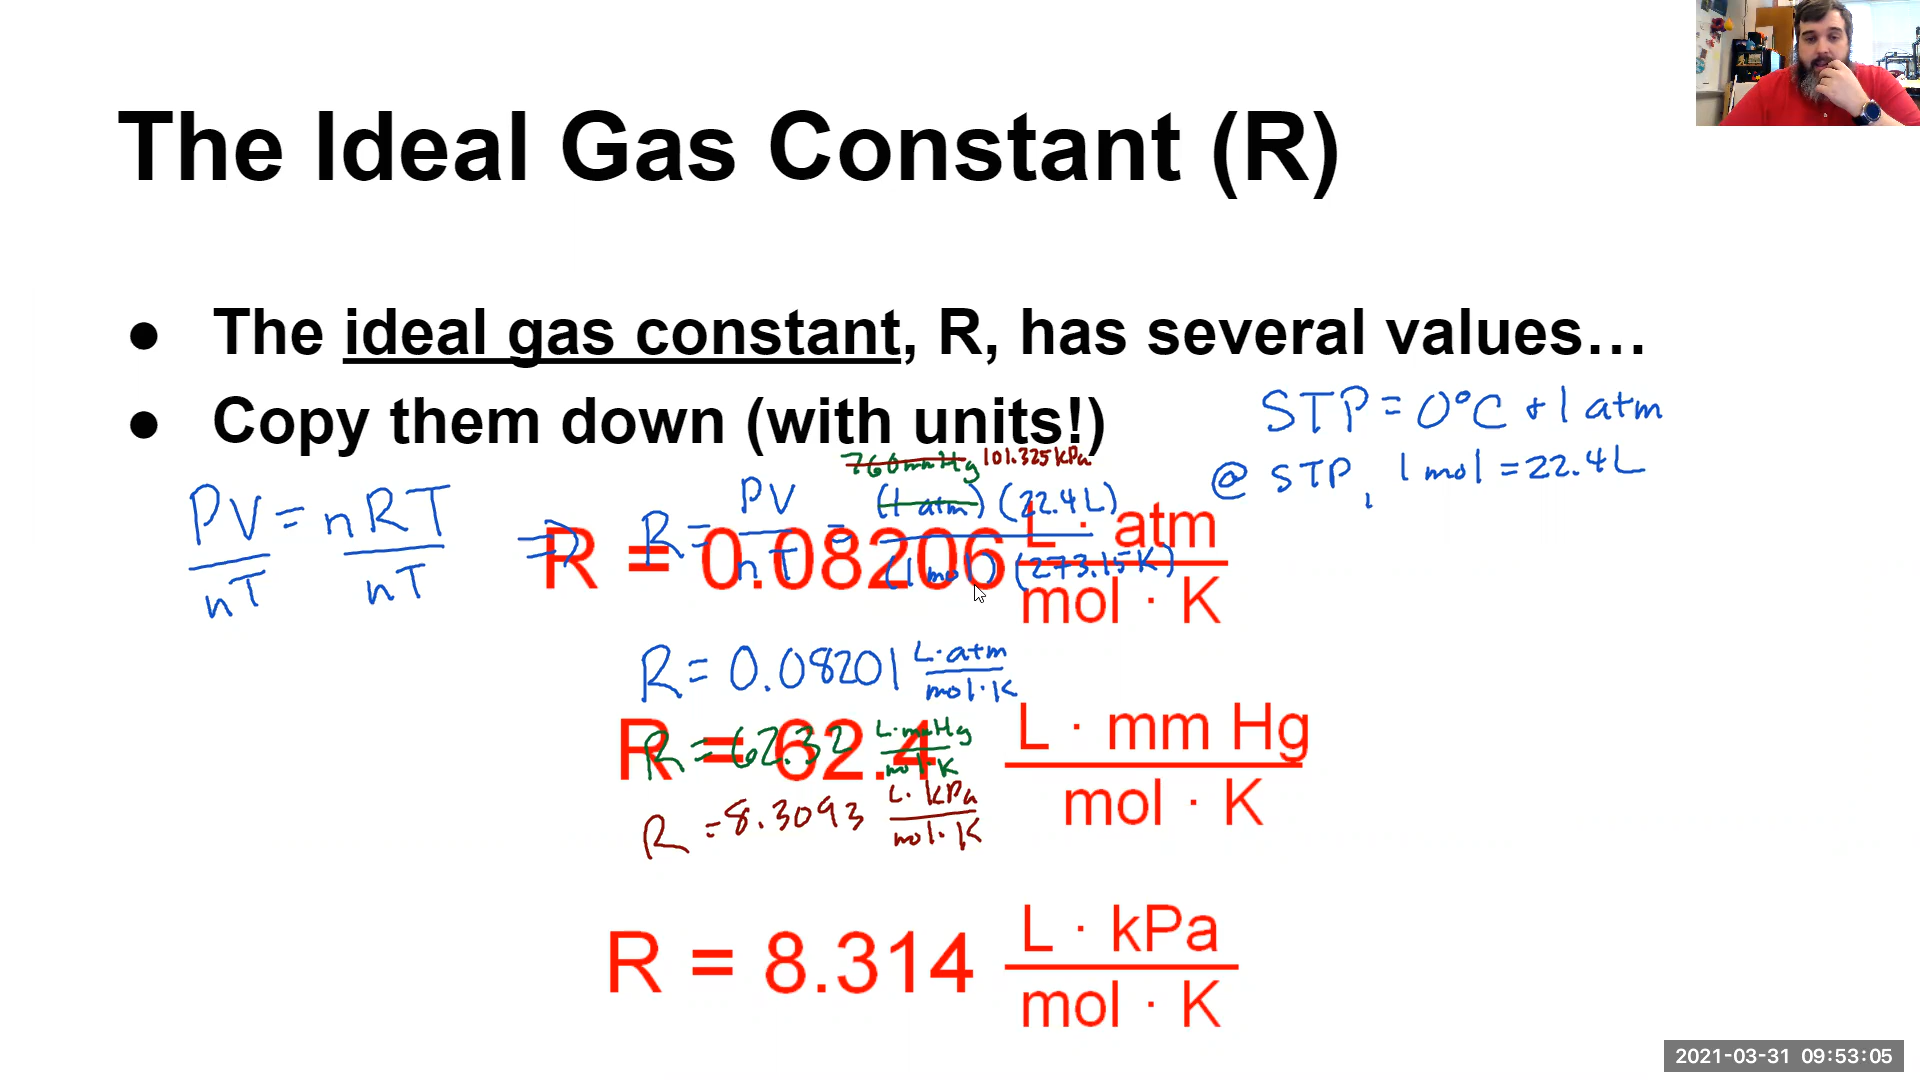 The Ideal Gas Constant (R)
● The ideal gas constant, R, has several values...
● Copy them down (with units!)
STP = 0°C & 1 atm
@ STP, 1 mol = 22.4 L
760 mmHg 101.325 kPa
PV = nRT ⇒ R = PV = (1 atm) (22.4 L)
nT nT nT (1 mol) (273.15 K)
R = 0.08206 L · atm
mol · K
R = 0.08201 L·atm
mol·K
R = 62.4 L · mm Hg
mol · K
R = 62.32 L·mmHg
mol·K
R = 8.3093 L·kPa
mol·K
R = 8.314 L · kPa
mol · K
2021-03-31 09:53:05